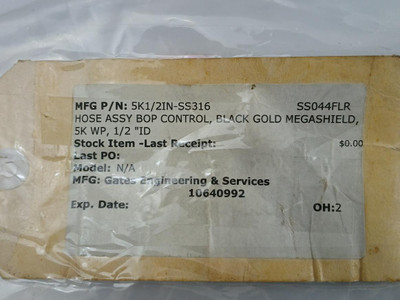 MFG P/N: 5K1/2IN-SS316 SS044FLR
HOSE ASSY BOP CONTROL, BLACK GOLD MEGASHIELD,
5K WP, 1/2 "ID
Stock Item -Last Receipt: $0.00
Last PO:
Model: N/A
MFG: Gates Engineering & Services
10640992
Exp. Date: OH:2